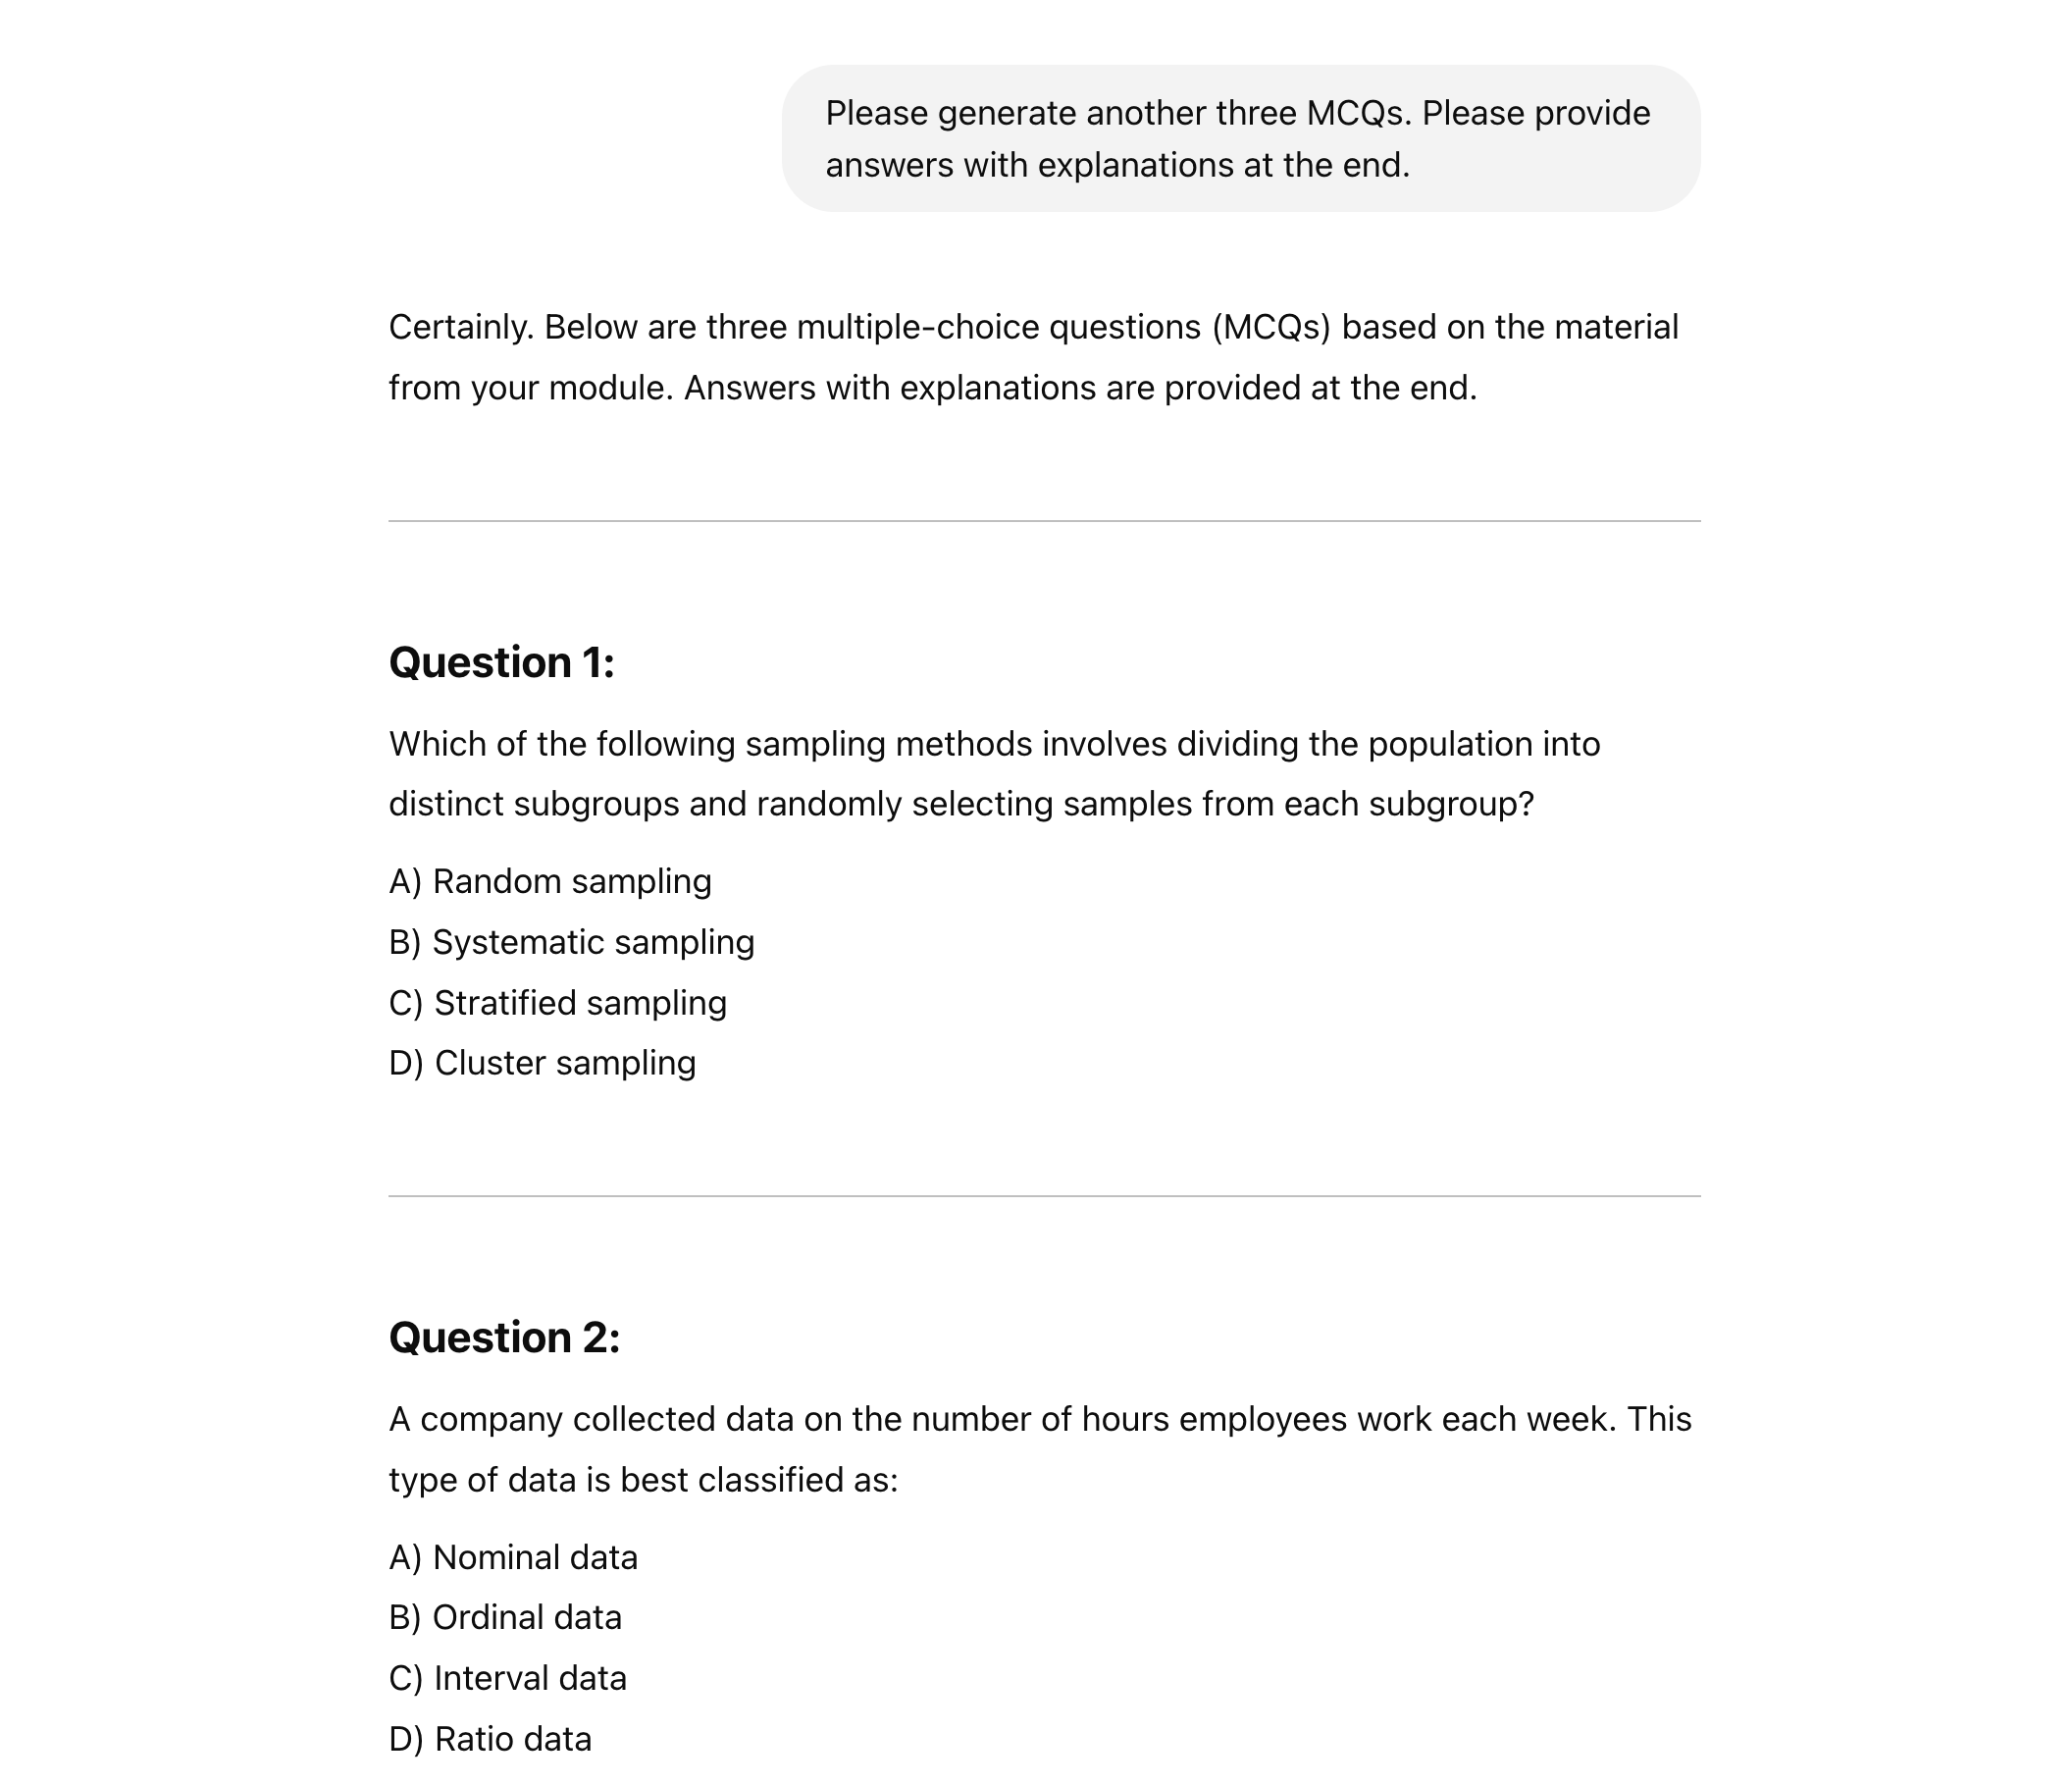 Please generate another three MCQs. Please provide
answers with explanations at the end.
Certainly. Below are three multiple-choice questions (MCQs) based on the material
from your module. Answers with explanations are provided at the end.
Question 1:
Which of the following sampling methods involves dividing the population into
distinct subgroups and randomly selecting samples from each subgroup?
A) Random sampling
B) Systematic sampling
C) Stratified sampling
D) Cluster sampling
Question 2:
A company collected data on the number of hours employees work each week. This
type of data is best classified as:
A) Nominal data
B) Ordinal data
C) Interval data
D) Ratio data